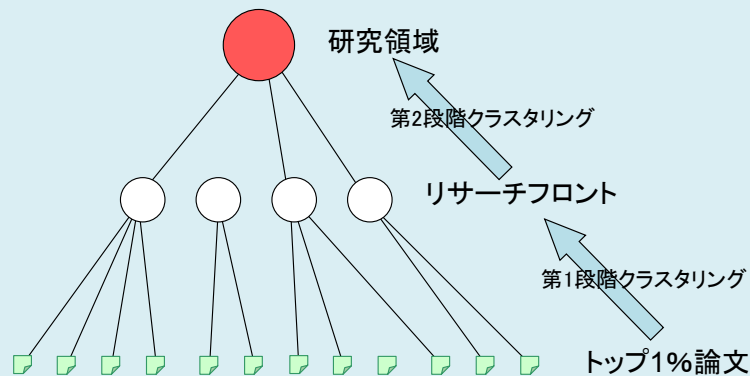 研究領域
第2段階クラスタリング
リサーチフロント
第1段階クラスタリング
トップ1%論文